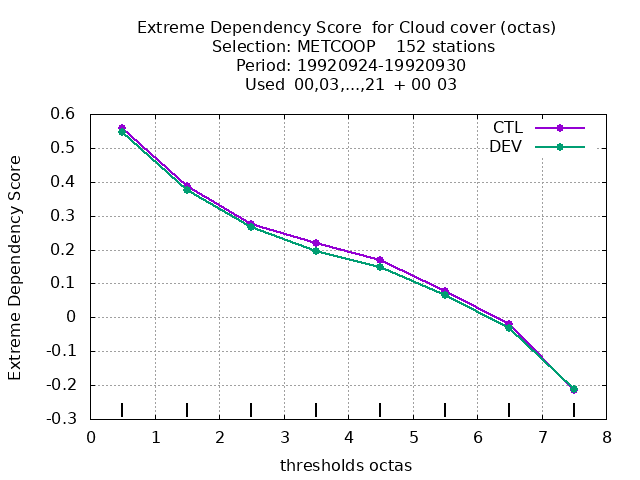 Extreme Dependency Score  for Cloud cover (octas)
Selection: METCOOP    152 stations
Period: 19920924-19920930
Used  00,03,...,21  + 00 03
CTL
DEV
0.6
0.5
0.4
0.3
0.2
0.1
0
-0.1
-0.2
-0.3
Extreme Dependency Score
0 1 2 3 4 5 6 7 8
thresholds octas